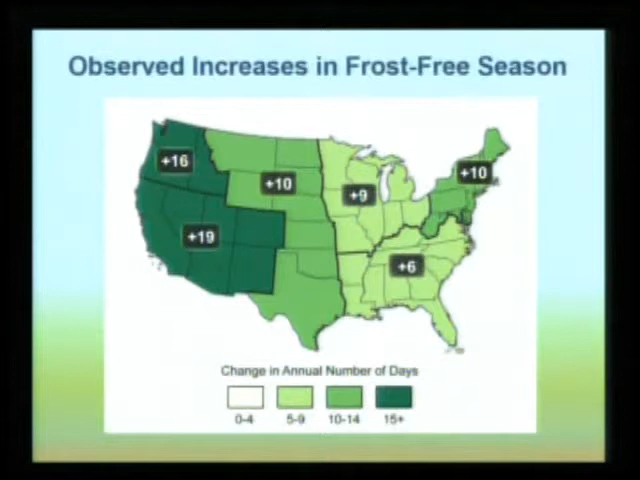 Observed Increases in Frost-Free Season
+16
+10
+10
+9
+19
+6
Change in Annual Number of Days
0-4 5-9 10-14 15+